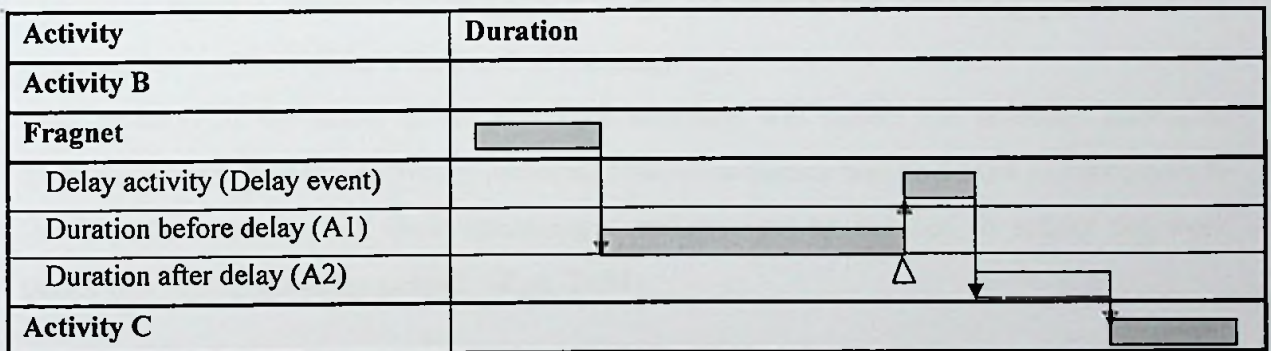 Activity Duration
Activity B
Fragnet
Delay activity (Delay event)
Duration before delay (A1)
Duration after delay (A2)
Activity C